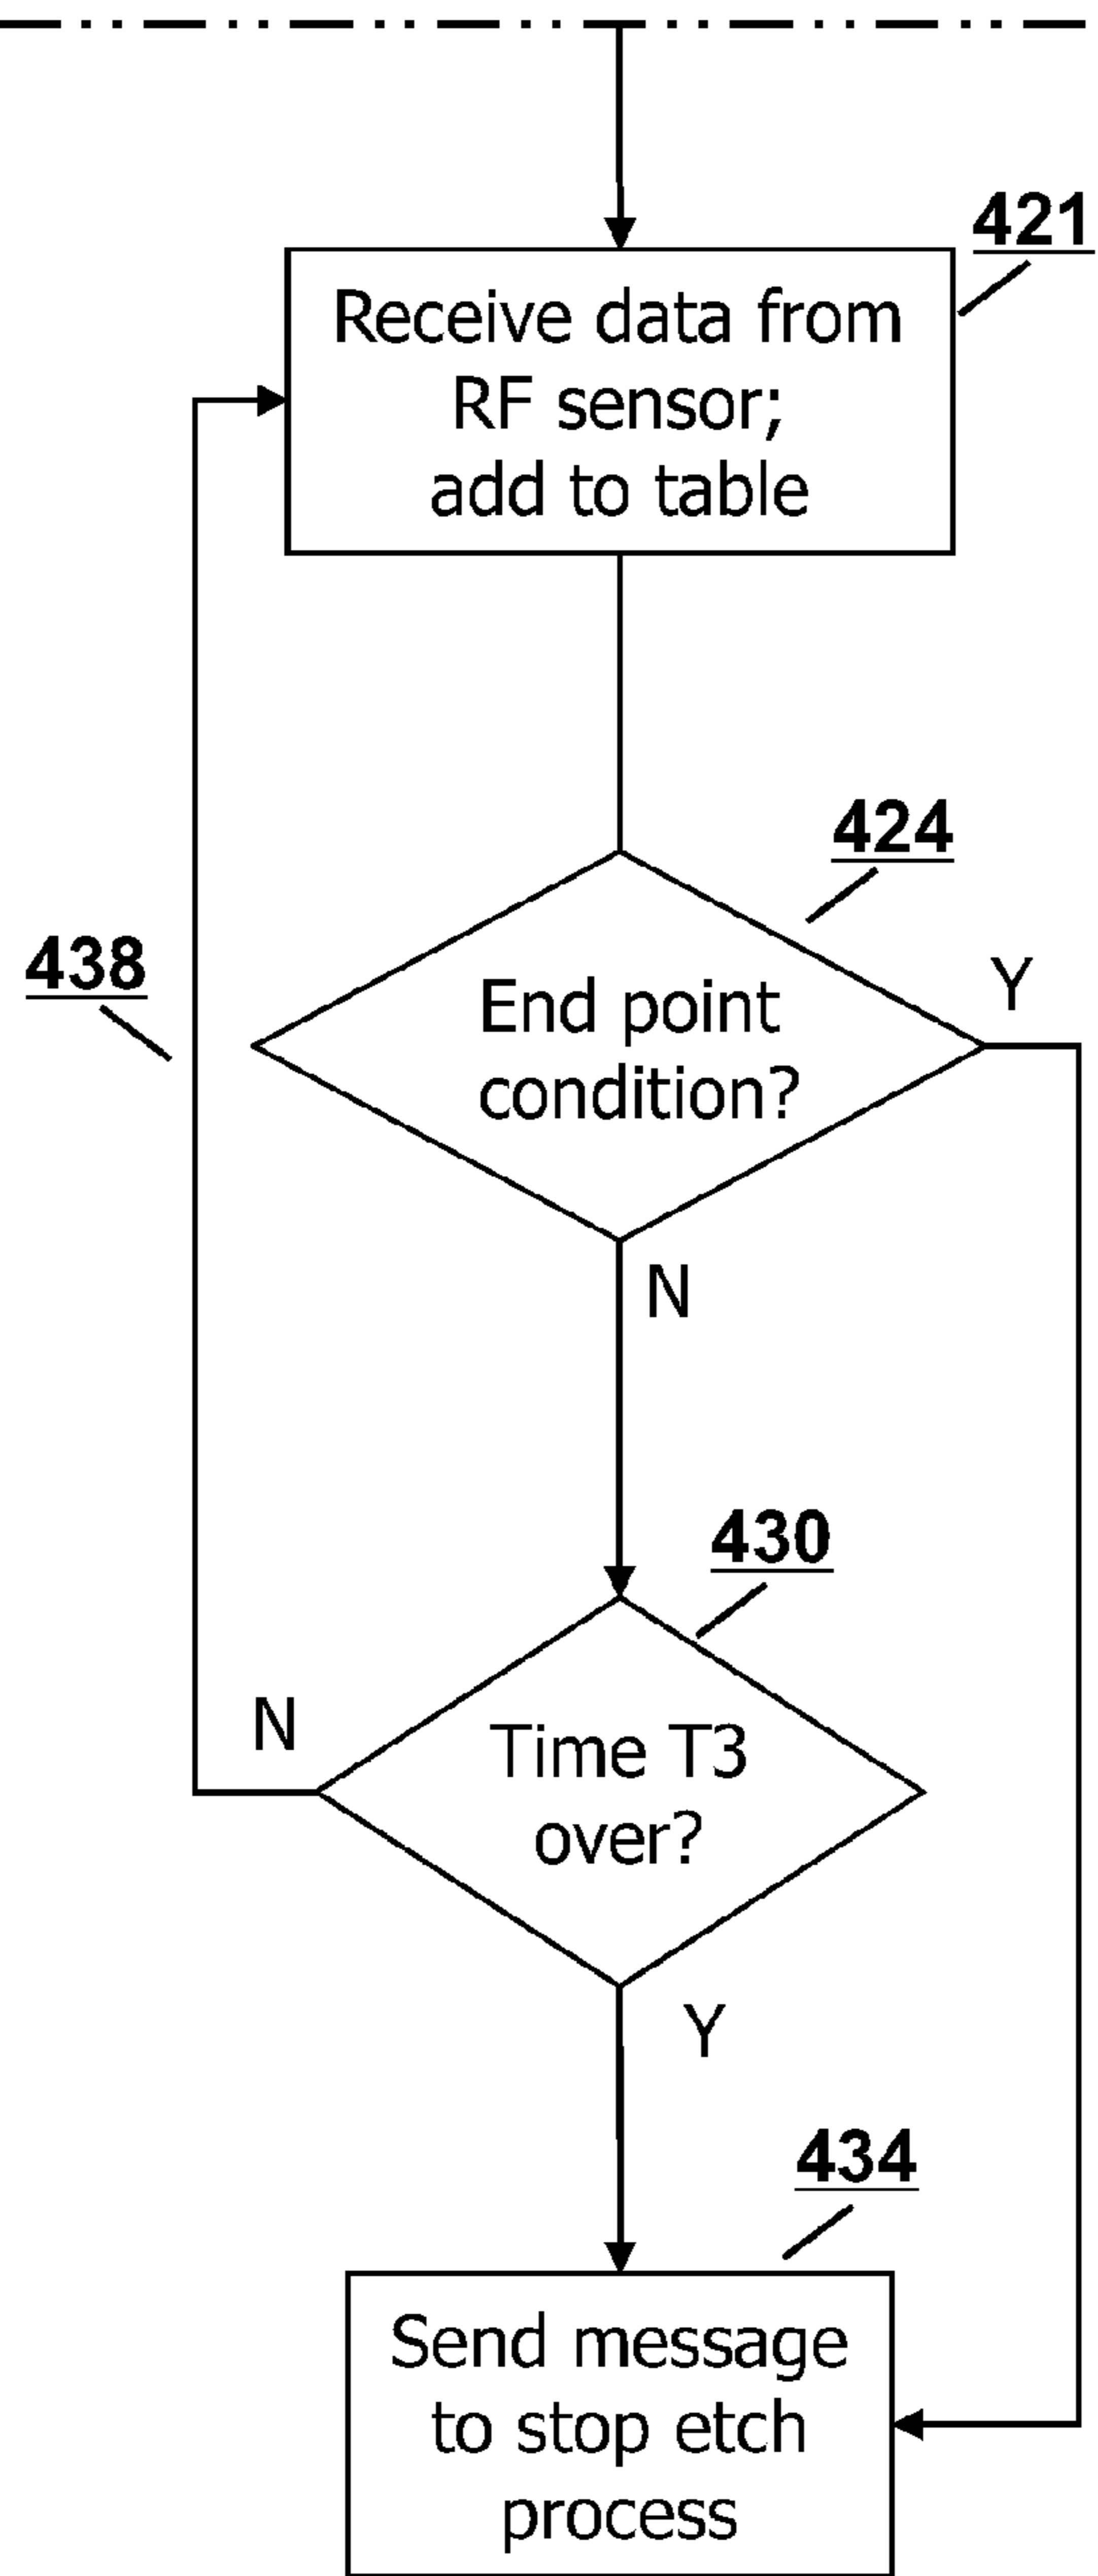 421
Receive data from
RF sensor;
add to table
424
438
Y
End point
condition?
N
430
N
Time T3
over?
Y
434
Send message
to stop etch
process